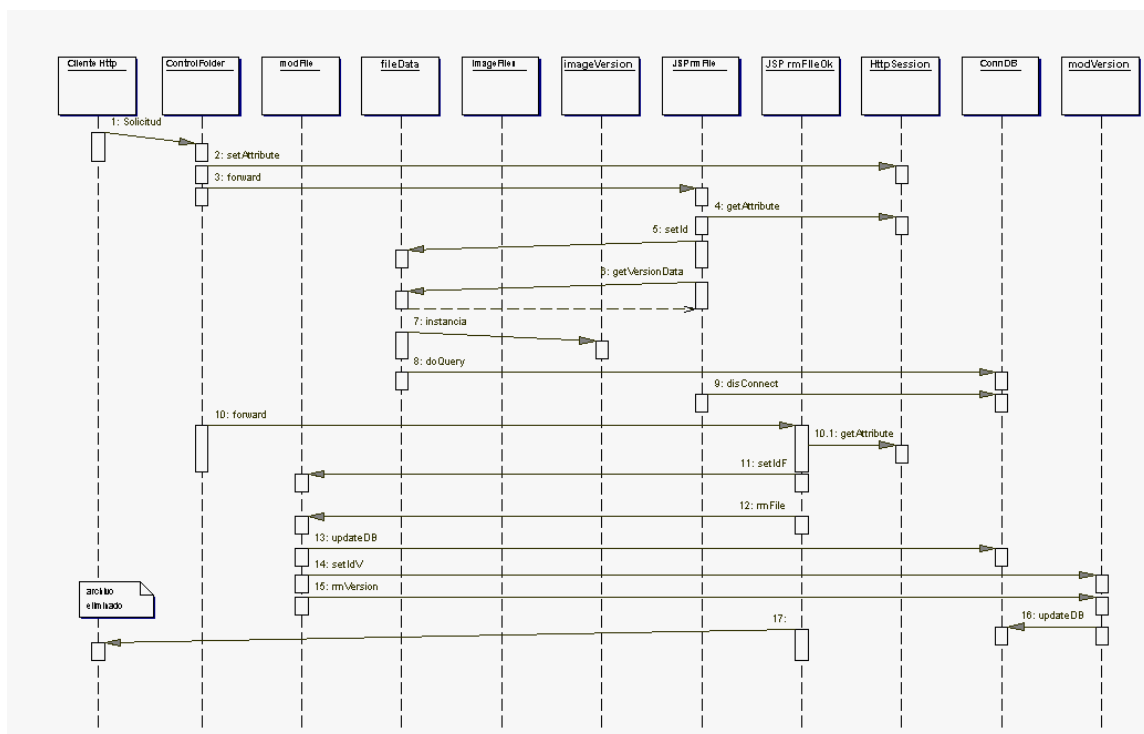 Cliente Http
ControlFolder
modFile
fileData
ImageFiles
imageVersion
JSPrmFile
JSP rmFileOk
HttpSession
ConnDB
modVersion
1: Solicitud
2: setAttribute
3: forward
4: getAttribute
5: setId
6: getVersionData
7: instancia
8: doQuery
9: disConnect
10: forward
10.1: getAttribute
11: setIdF
12: rmFile
13: updateDB
14: setIdV
15: rmVersion
archivo
eliminado
16: updateDB
17: